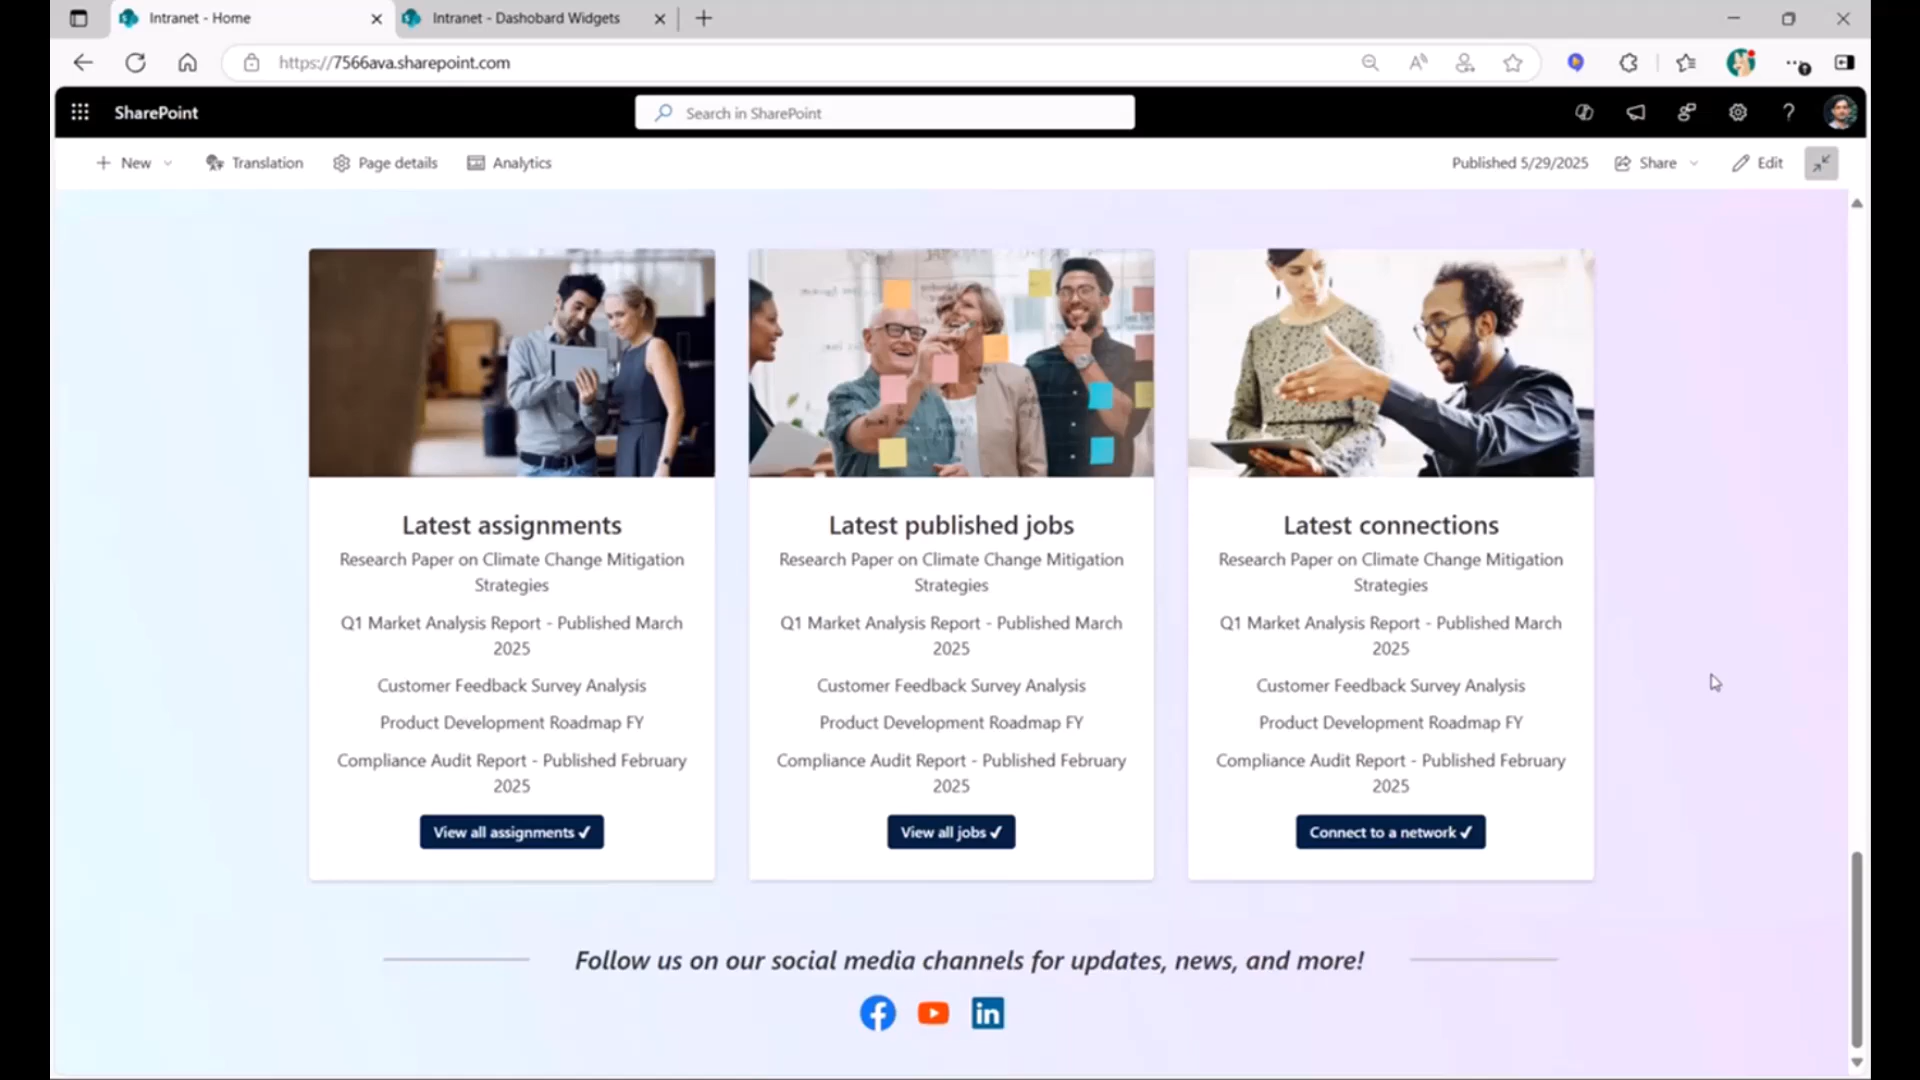 Intranet - Home
Intranet - Dashobard Widgets
https://7566ava.sharepoint.com
SharePoint
Search in SharePoint
New
Translation
Page details
Analytics
Published 5/29/2025
Share
Edit
Latest assignments
Research Paper on Climate Change Mitigation
Strategies
Q1 Market Analysis Report - Published March
2025
Customer Feedback Survey Analysis
Product Development Roadmap FY
Compliance Audit Report - Published February
2025
View all assignments ✓
Latest published jobs
Research Paper on Climate Change Mitigation
Strategies
Q1 Market Analysis Report - Published March
2025
Customer Feedback Survey Analysis
Product Development Roadmap FY
Compliance Audit Report - Published February
2025
View all jobs ✓
Latest connections
Research Paper on Climate Change Mitigation
Strategies
Q1 Market Analysis Report - Published March
2025
Customer Feedback Survey Analysis
Product Development Roadmap FY
Compliance Audit Report - Published February
2025
Connect to a network ✓
Follow us on our social media channels for updates, news, and more!
in